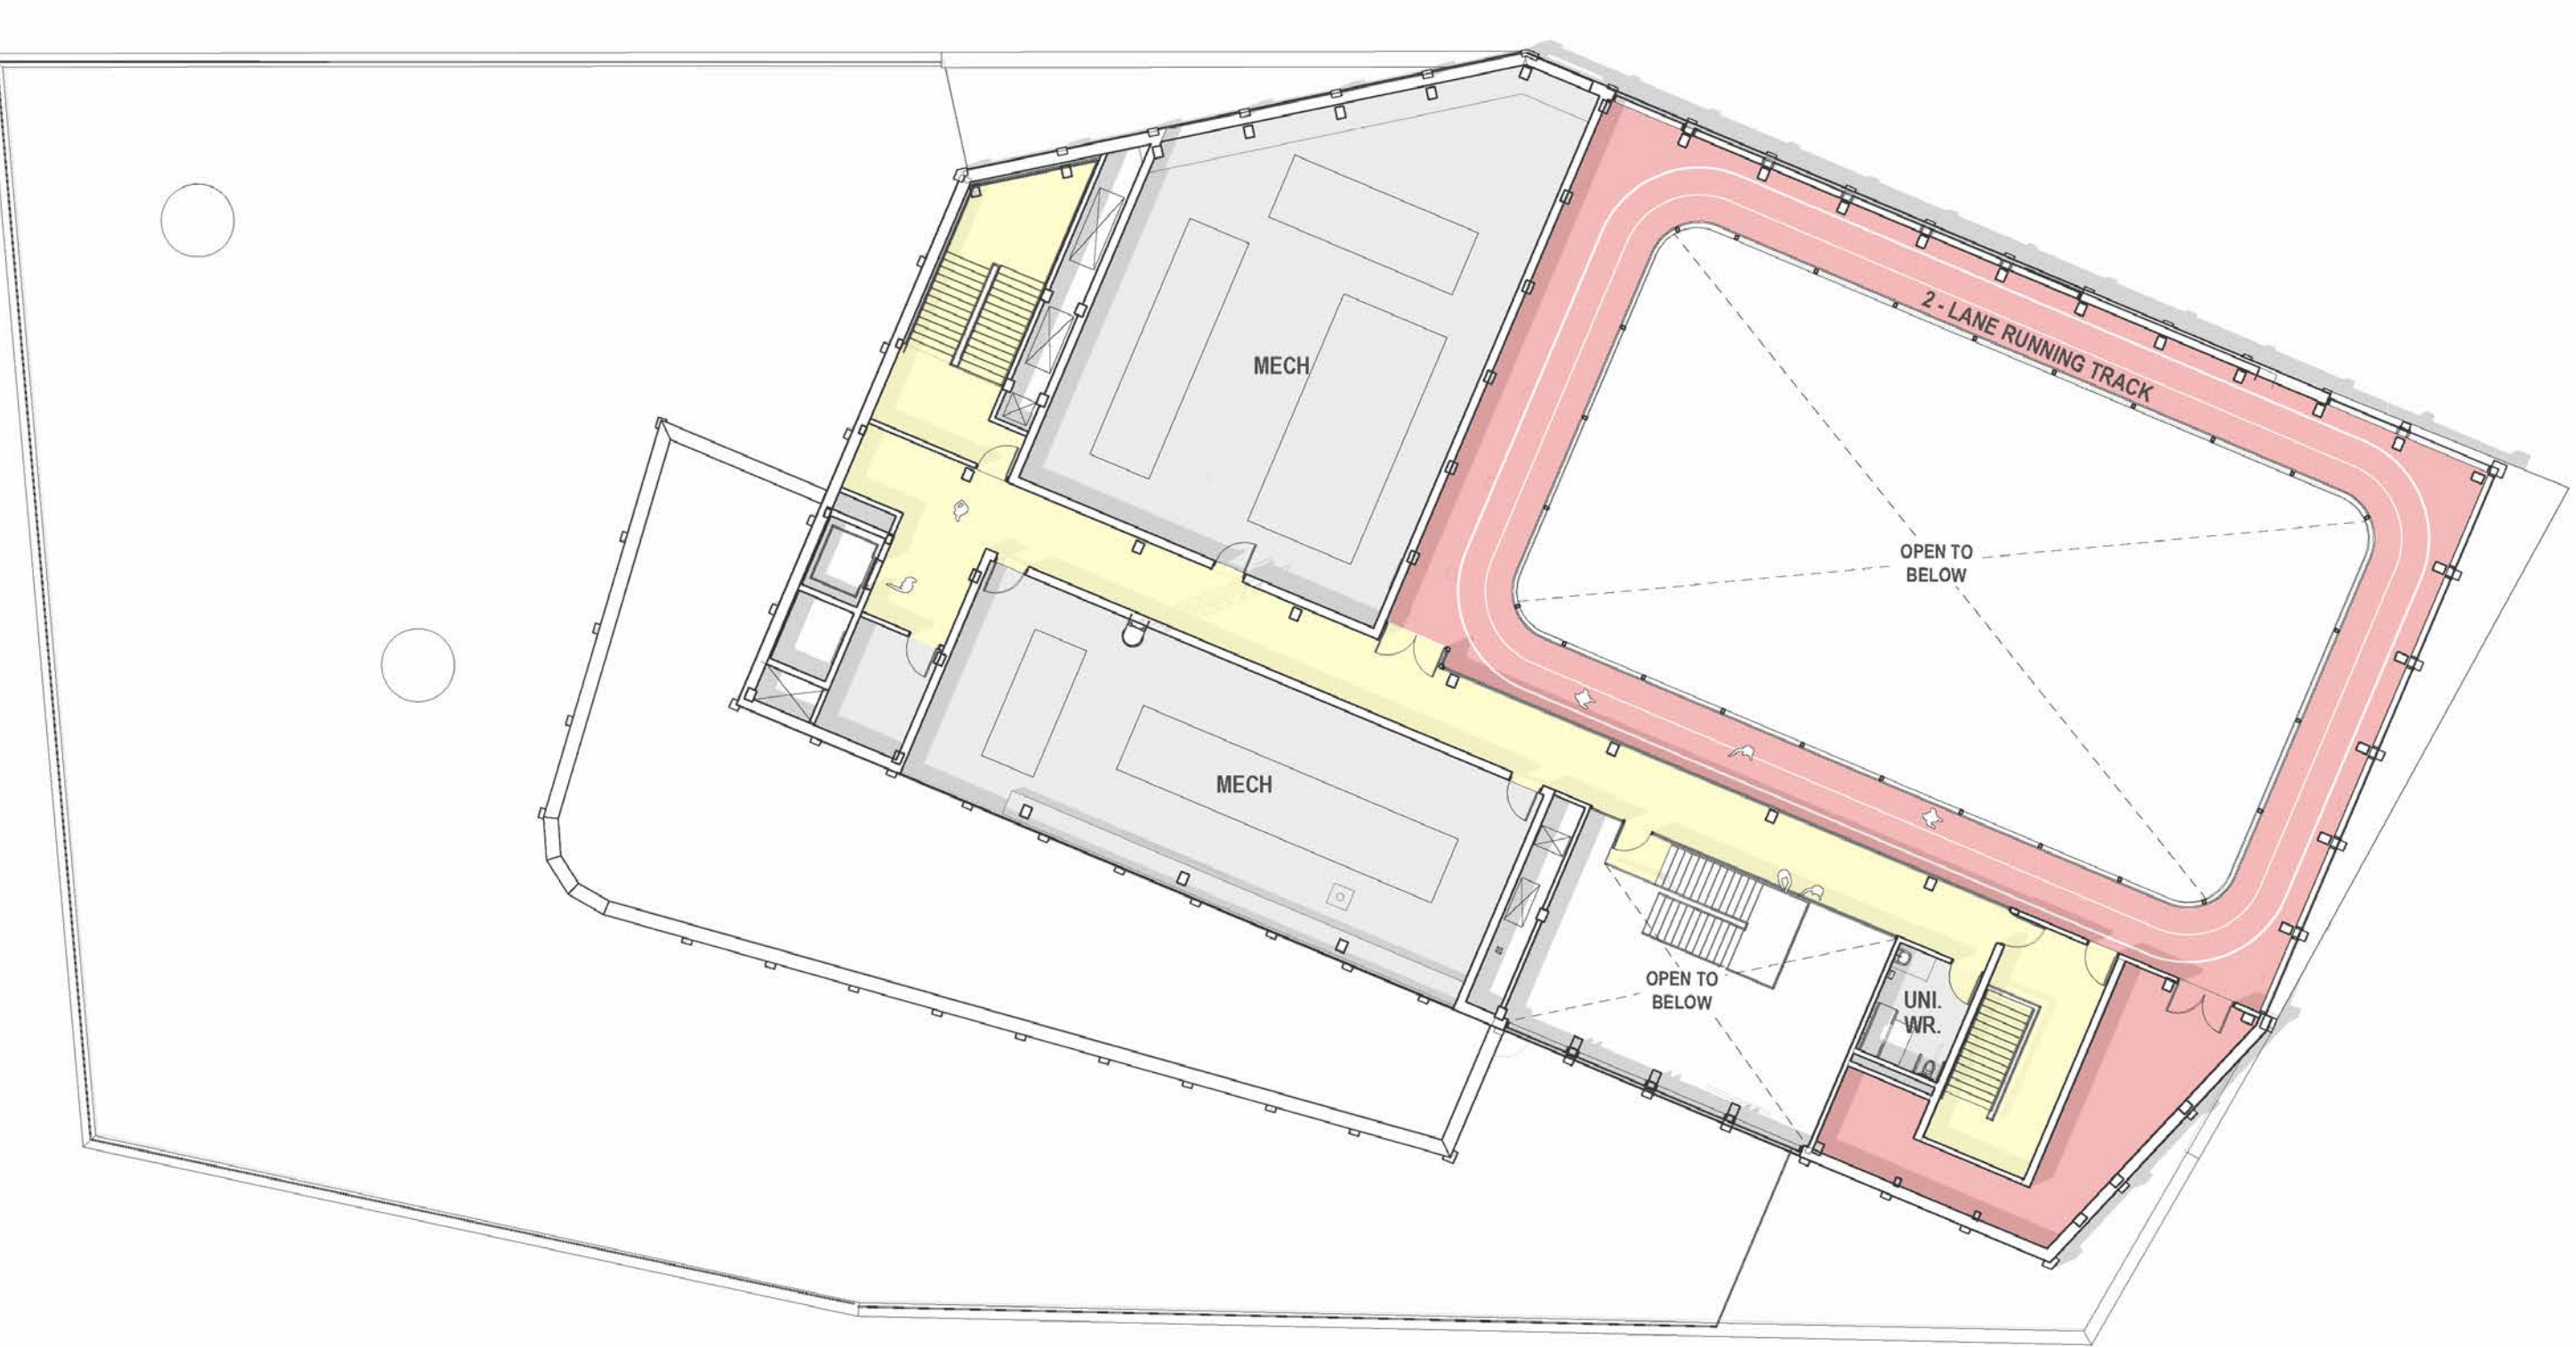 MECH
2 - LANE RUNNING TRACK
OPEN TO
BELOW
MECH
OPEN TO
BELOW
UNI.
WR.